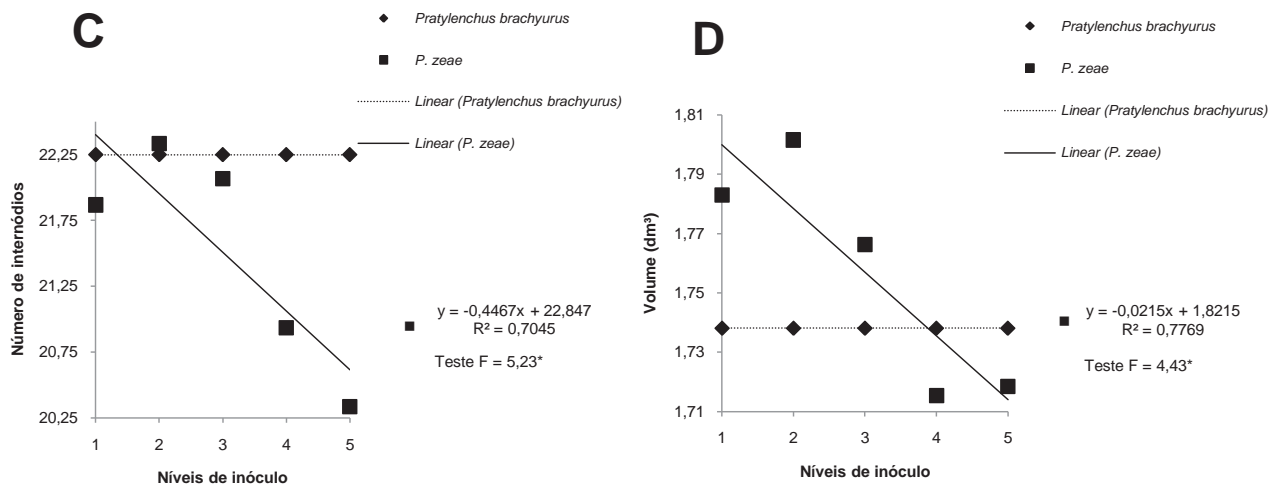 C
Pratylenchus brachyurus
P. zeae
Linear (Pratylenchus brachyurus)
Linear (P. zeae)
Número de internódios
22,25
21,75
21,25
20,75
20,25
1 2 3 4 5
Níveis de inóculo
y = -0,4467x + 22,847
R² = 0,7045
Teste F = 5,23*
D
Pratylenchus brachyurus
P. zeae
Linear (Pratylenchus brachyurus)
Linear (P. zeae)
Volume (dm³)
1,81
1,79
1,77
1,75
1,73
1,71
1 2 3 4 5
Níveis de inóculo
y = -0,0215x + 1,8215
R² = 0,7769
Teste F = 4,43*